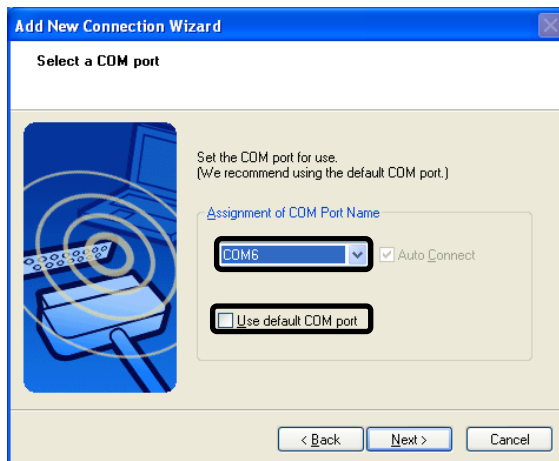 Add New Connection Wizard
Select a COM port
Set the COM port for use.
(We recommend using the default COM port.)
Assignment of COM Port Name
COM6
Auto Connect
Use default COM port
< Back
Next >
Cancel